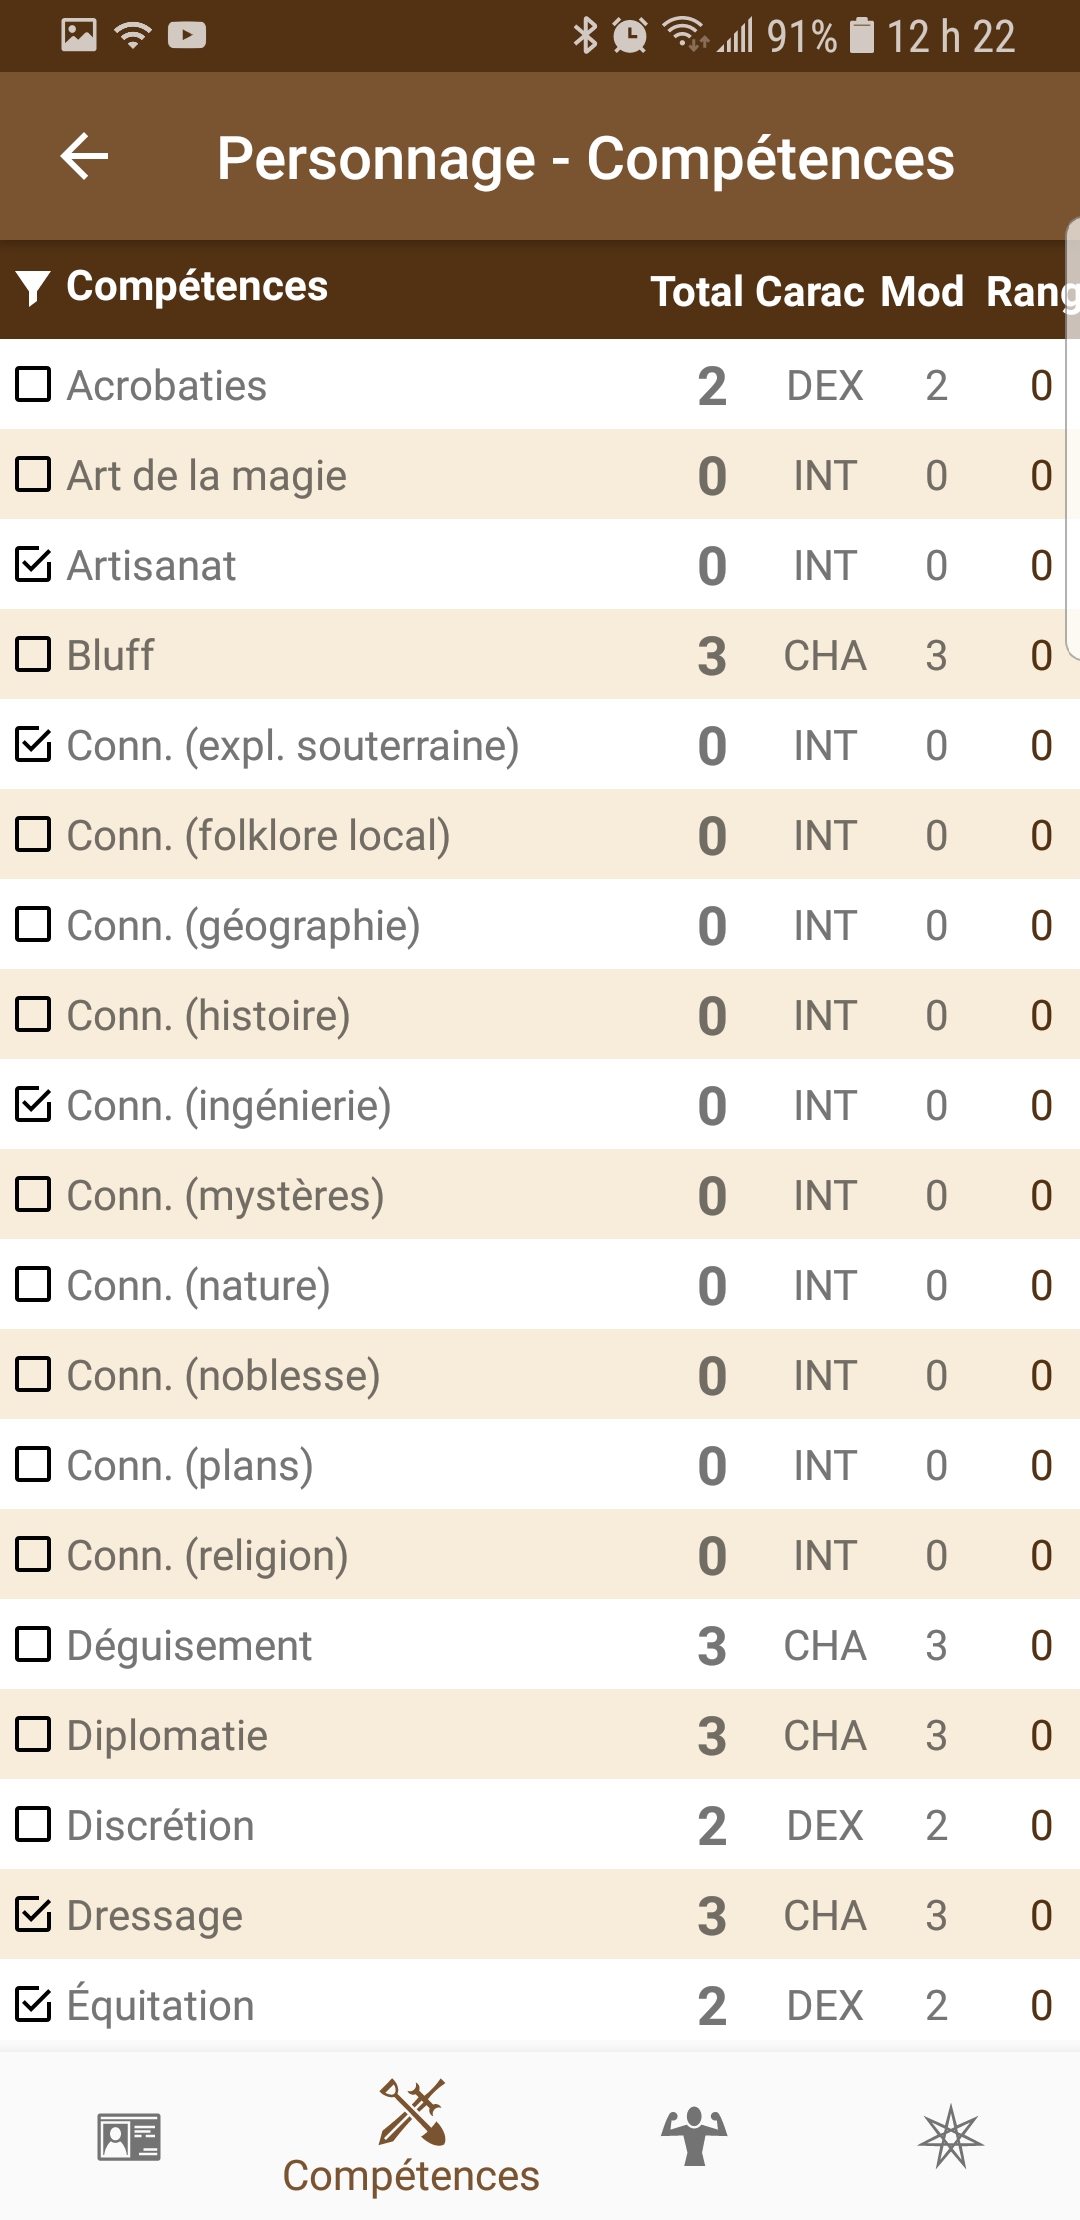 91% 12 h 22
Personnage - Compétences
Compétences Total Carac Mod Rang
Acrobaties 2 DEX 2 0
Art de la magie 0 INT 0 0
Artisanat 0 INT 0 0
Bluff 3 CHA 3 0
Conn. (expl. souterraine) 0 INT 0 0
Conn. (folklore local) 0 INT 0 0
Conn. (géographie) 0 INT 0 0
Conn. (histoire) 0 INT 0 0
Conn. (ingénierie) 0 INT 0 0
Conn. (mystères) 0 INT 0 0
Conn. (nature) 0 INT 0 0
Conn. (noblesse) 0 INT 0 0
Conn. (plans) 0 INT 0 0
Conn. (religion) 0 INT 0 0
Déguisement 3 CHA 3 0
Diplomatie 3 CHA 3 0
Discrétion 2 DEX 2 0
Dressage 3 CHA 3 0
Équitation 2 DEX 2 0
Compétences